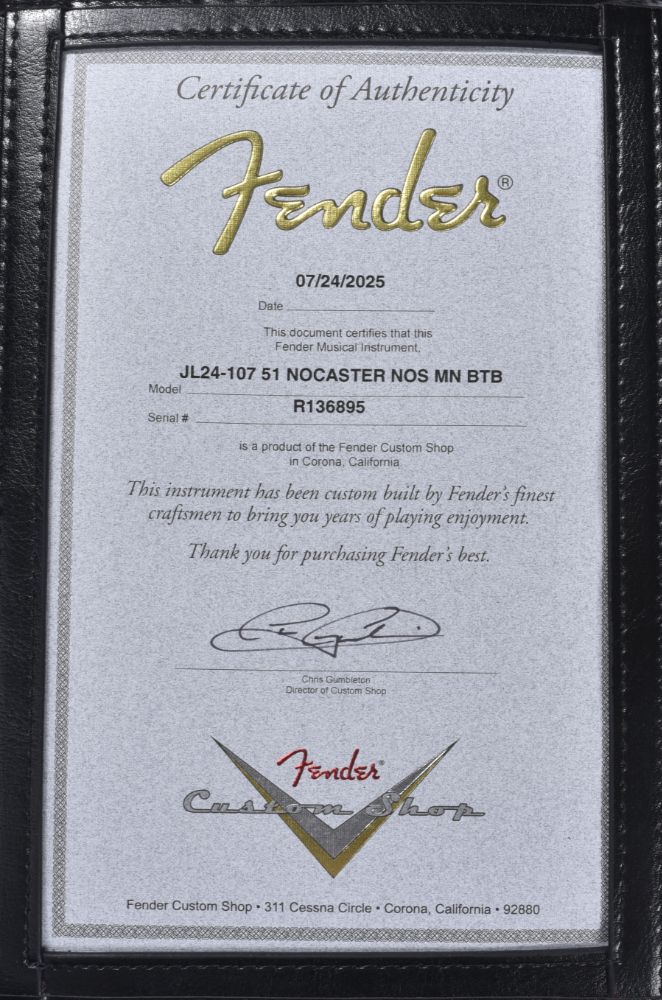 Certificate of Authenticity
Fender®
07/24/2025
Date
This document certifies that this
Fender Musical Instrument,
JL24-107 51 NOCASTER NOS MN BTB
Model
R136895
Serial #
is a product of the Fender Custom Shop
in Corona, California
This instrument has been custom built by Fender's finest
craftsmen to bring you years of playing enjoyment.
Thank you for purchasing Fender's best.
Chris Gumbleton
Director of Custom Shop
Fender®
Custom Shop
Fender Custom Shop • 311 Cessna Circle • Corona, California • 92880